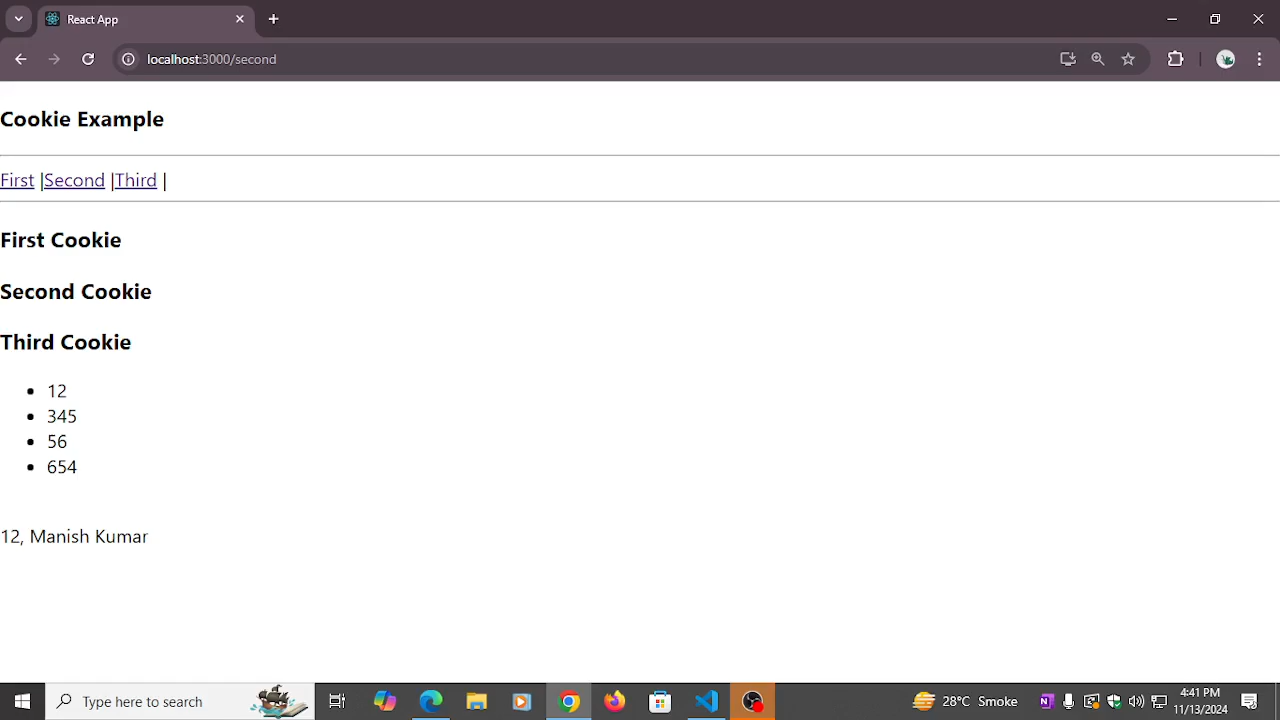 React App
localhost:3000/second
Cookie Example
First |Second |Third |
First Cookie
Second Cookie
Third Cookie
12
345
56
654
12, Manish Kumar
Type here to search
28°C Smoke
4:41 PM
11/13/2024